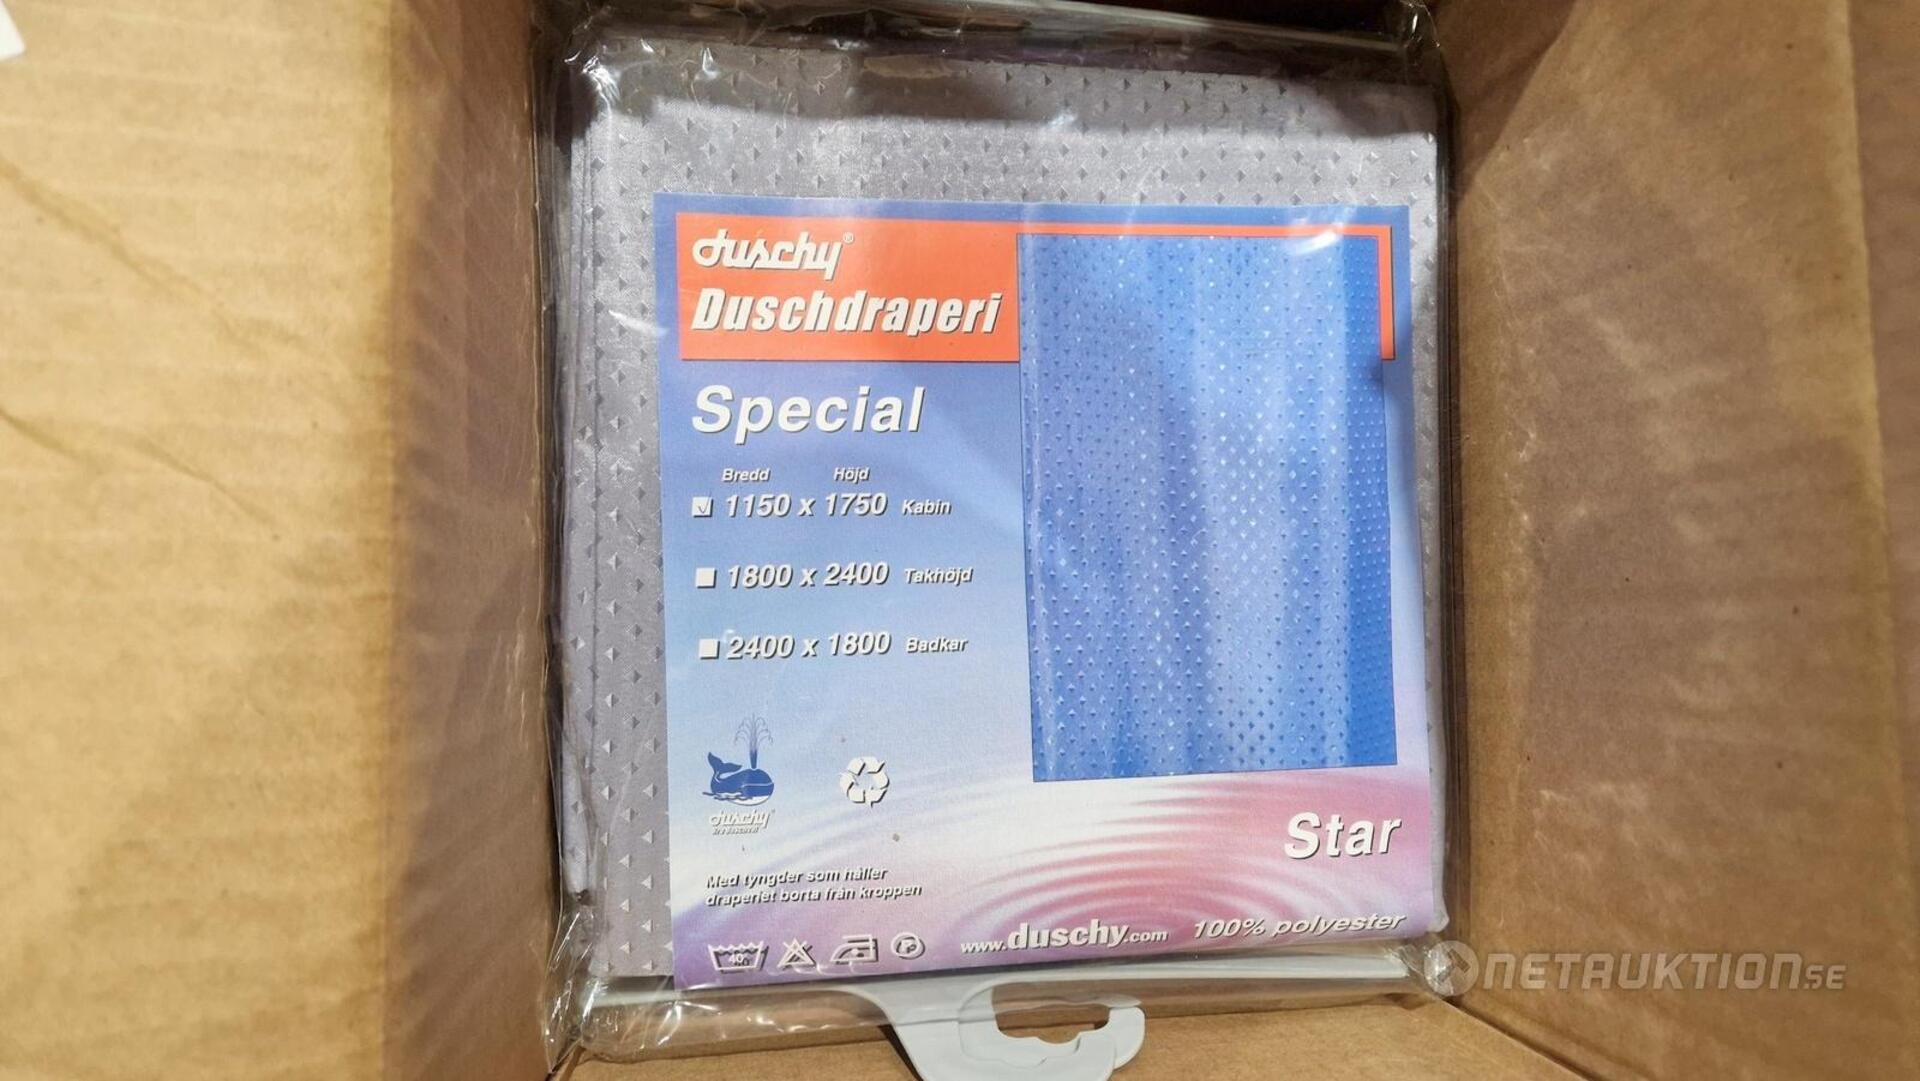 duschy®
Duschdraperi
Special
Bredd Höjd
1150 x 1750 Kabin
1800 x 2400 Takhöjd
2400 x 1800 Badkar
duschy
Star
Med tyngder som håller
draperiet borta från kroppen
40°
P
www.duschy.com 100% polyester
NETAUKTION.SE